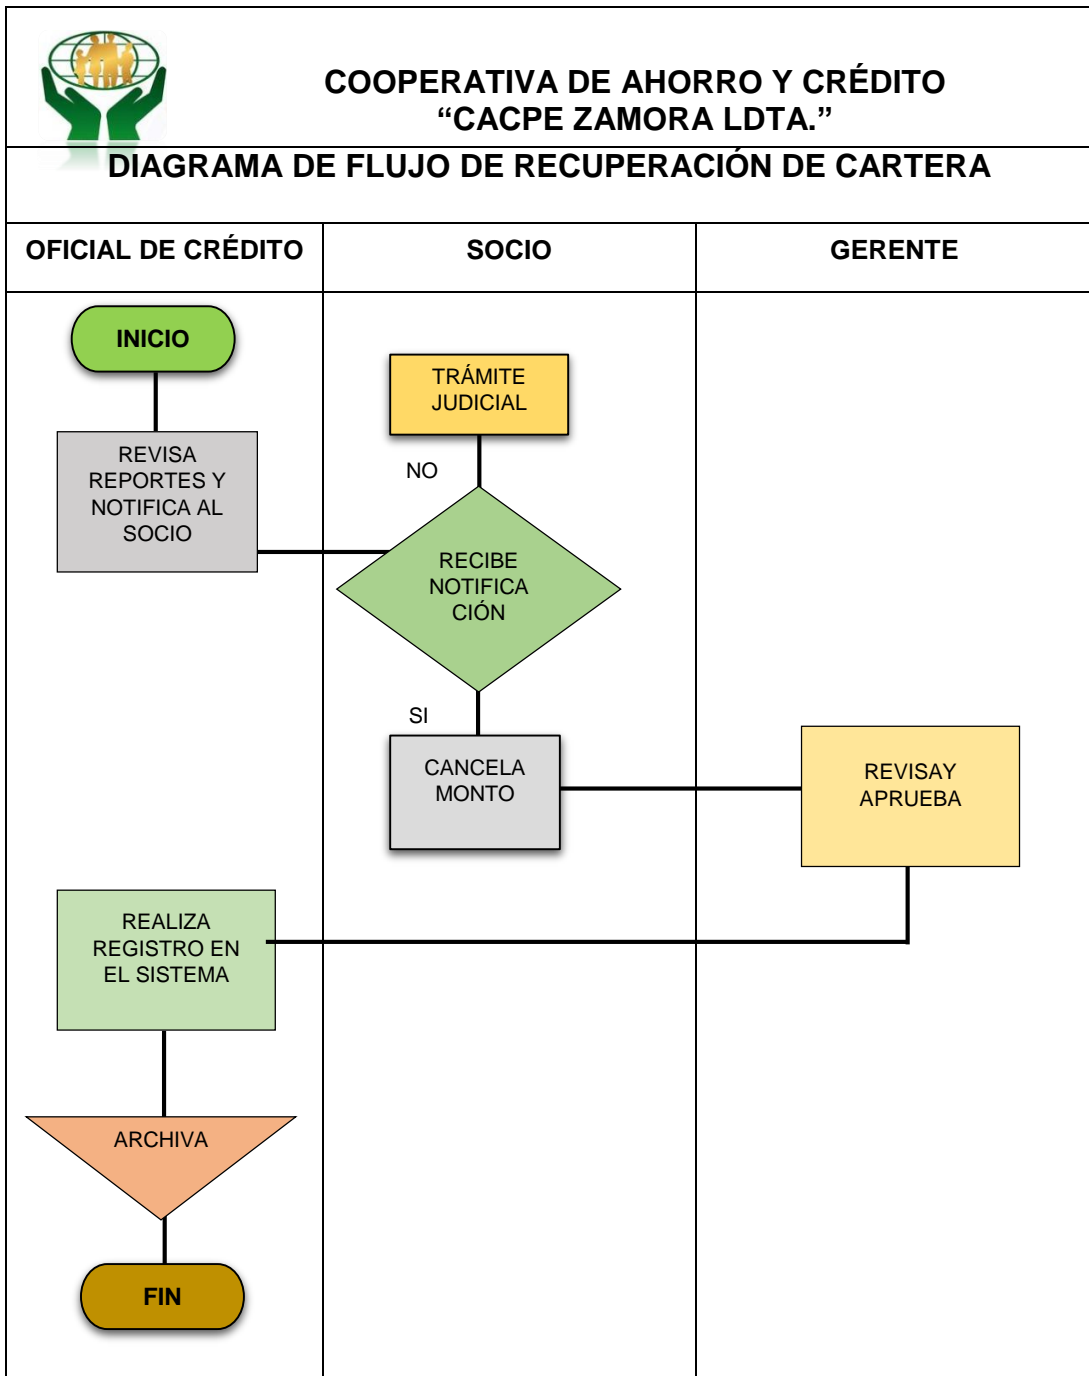 COOPERATIVA DE AHORRO Y CRÉDITO
“CACPE ZAMORA LDTA.”
DIAGRAMA DE FLUJO DE RECUPERACIÓN DE CARTERA
OFICIAL DE CRÉDITO
SOCIO
GERENTE
INICIO
TRÁMITE
JUDICIAL
REVISA
REPORTES Y
NOTIFICA AL
SOCIO
NO
RECIBE
NOTIFICA
CIÓN
SI
CANCELA
MONTO
REVISAY
APRUEBA
REALIZA
REGISTRO EN
EL SISTEMA
ARCHIVA
FIN